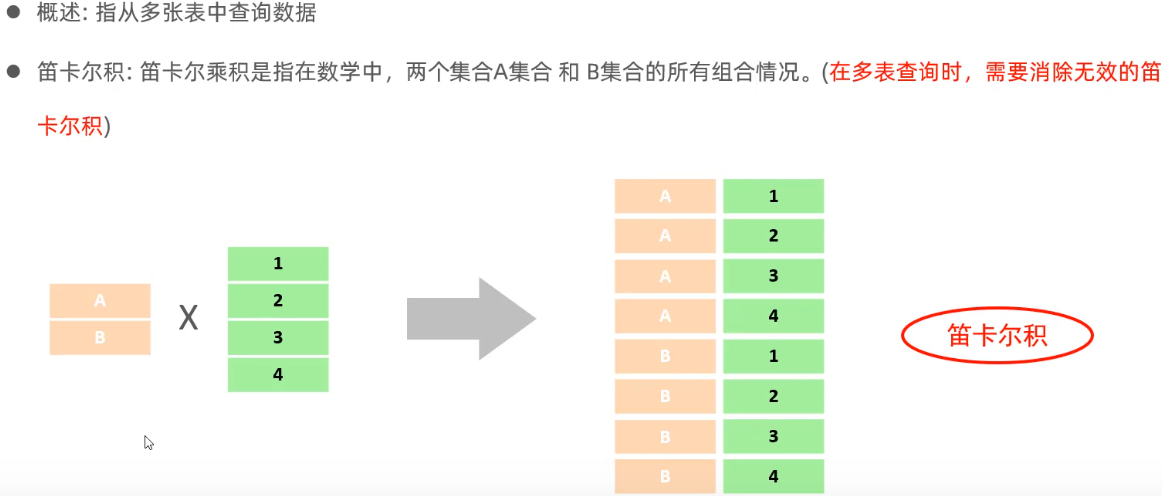 概述: 指从多张表中查询数据
笛卡尔积: 笛卡尔乘积是指在数学中，两个集合A集合 和 B集合的所有组合情况。(在多表查询时，需要消除无效的笛
卡尔积)
A
B
X
1
2
3
4
A 1
A 2
A 3
A 4
B 1
B 2
B 3
B 4
笛卡尔积